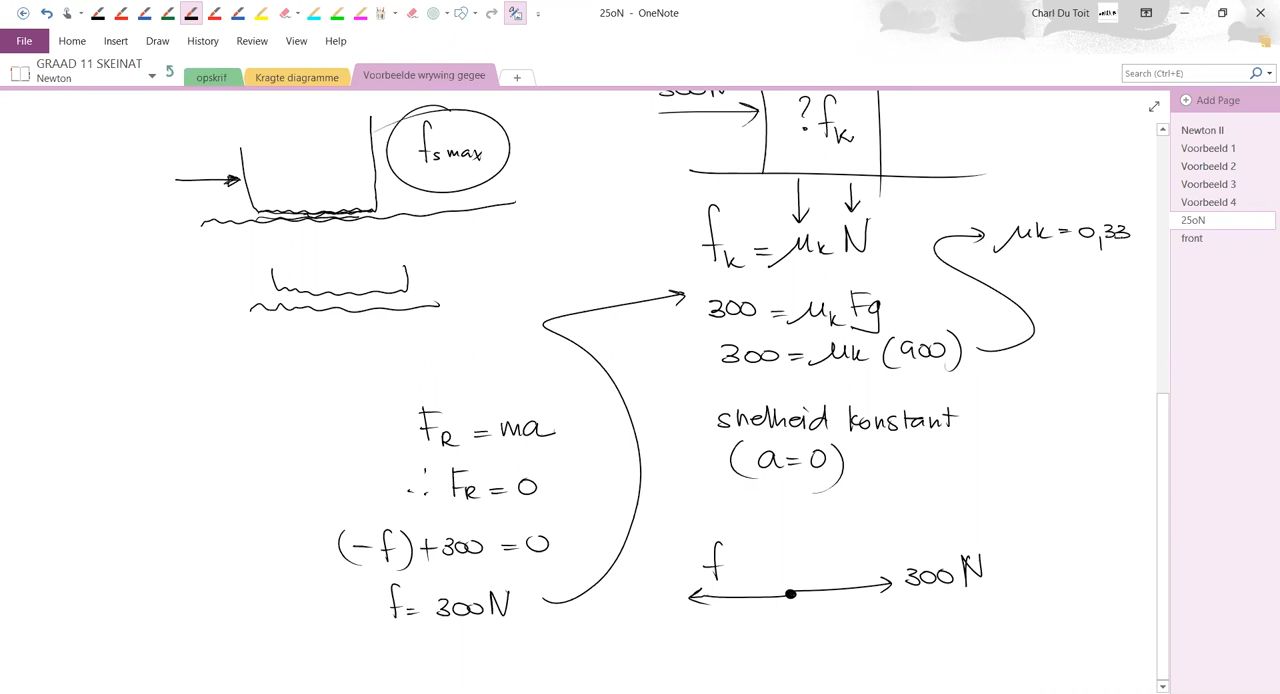 25oN - OneNote
Charl Du Toit
File Home Insert Draw History Review View Help
GRAAD 11 SKEINAT
Newton
opskrif
Kragte diagramme
Voorbeelde wrywing gegee
Search (Ctrl+E)
Add Page
Newton II
Voorbeeld 1
Voorbeeld 2
Voorbeeld 3
Voorbeeld 4
25oN
front
fs max
300N
? fk
fk = μk N
μk = 0,33
300 = μk Fg
300 = μk (900)
snelheid konstant
(a = 0)
FR = ma
∴ FR = 0
(-f) + 300 = 0
f = 300N
f
300N